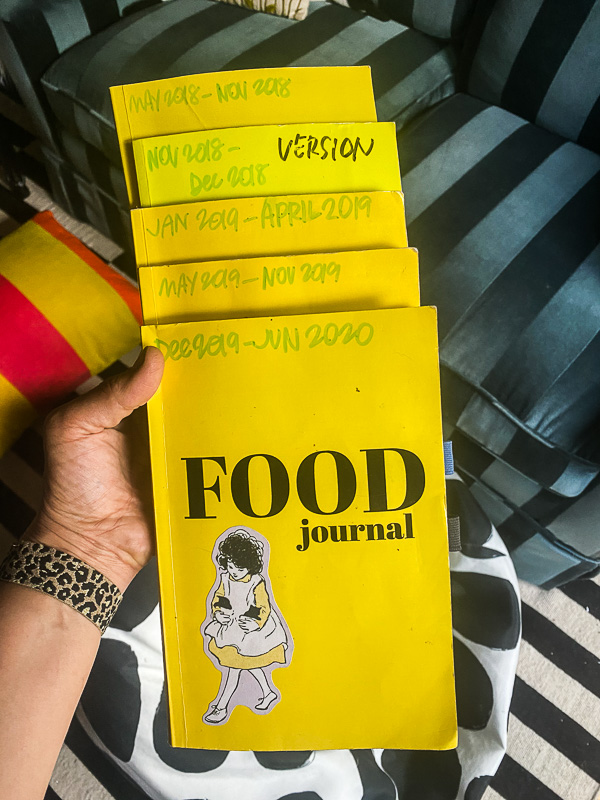 MAY 2018 - NOV 2018
NOV 2018 - VERSION
DEC 2018
JAN 2019 - APRIL 2019
MAY 2019 - NOV 2019
DEC 2019 - JUN 2020
FOOD
journal